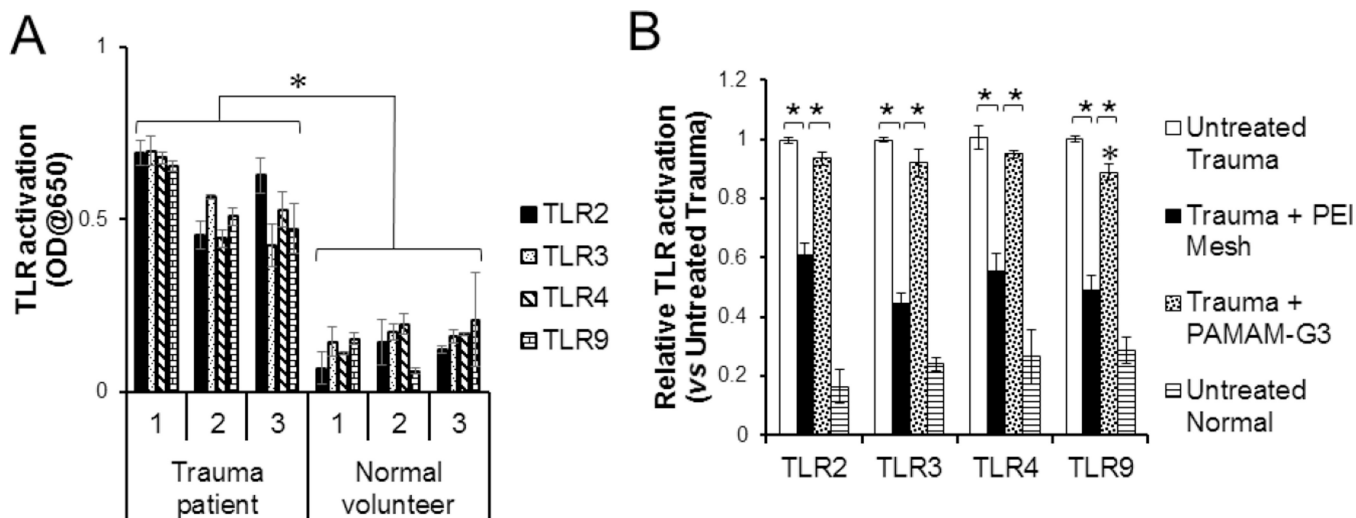 A
TLR activation
(OD@650)
1
0.5
0
*
TLR2
TLR3
TLR4
TLR9
1 2 3 1 2 3
Trauma
patient
Normal
volunteer
B
Relative TLR activation
(vs Untreated Trauma)
1.2
1
0.8
0.6
0.4
0.2
0
* * * * * * * *
*
TLR2 TLR3 TLR4 TLR9
Untreated
Trauma
Trauma + PEI
Mesh
Trauma +
PAMAM-G3
Untreated
Normal